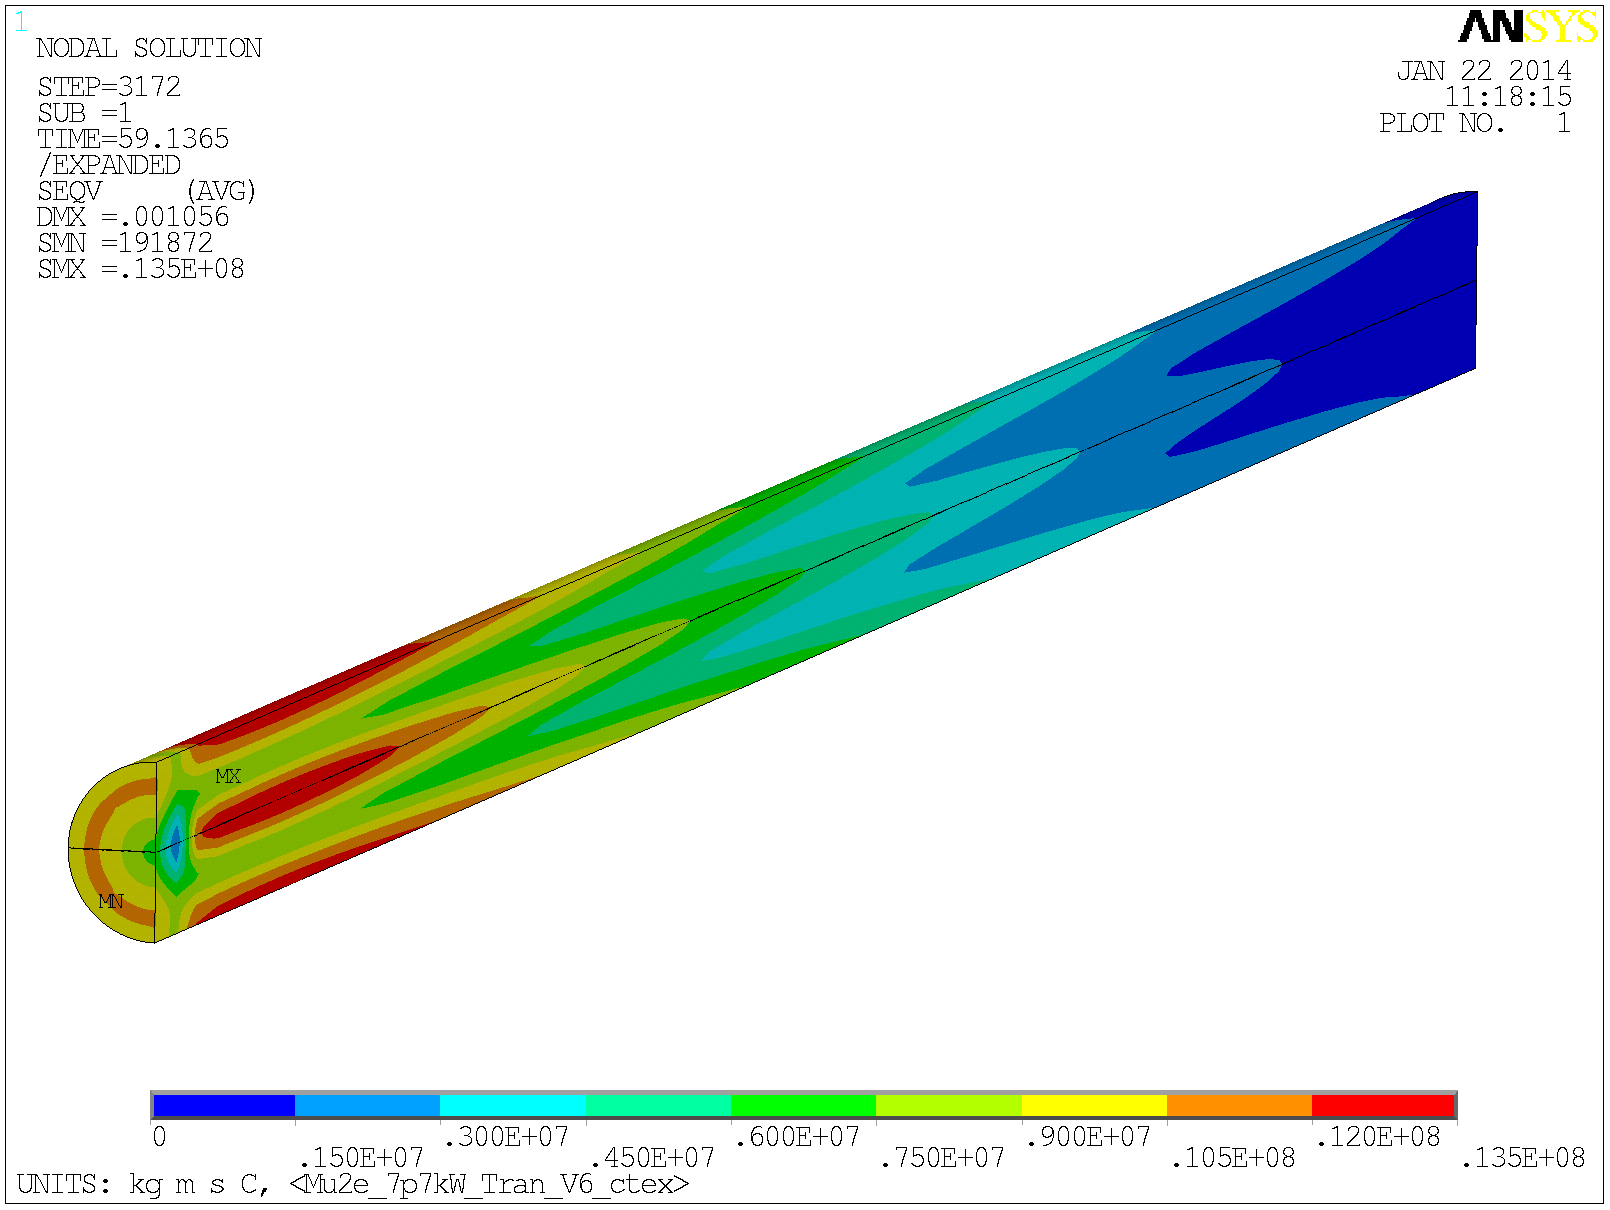 1
ANSYS
NODAL SOLUTION
STEP=3172
SUB =1
TIME=59.1365
/EXPANDED
SEQV (AVG)
DMX =.001056
SMN =191872
SMX =.135E+08
JAN 22 2014
11:18:15
PLOT NO. 1
MX
MN
0
.150E+07
.300E+07
.450E+07
.600E+07
.750E+07
.900E+07
.105E+08
.120E+08
.135E+08
UNITS: kg m s C, <Mu2e_7p7kW_Tran_V6_ctex>